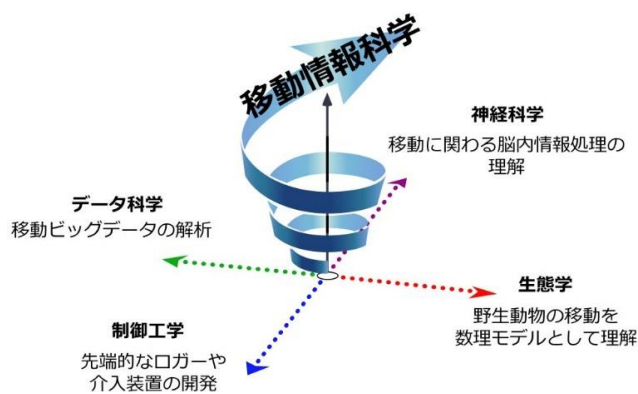 移動情報科学
神経科学
移動に関わる脳内情報処理の
理解
データ科学
移動ビッグデータの解析
生態学
野生動物の移動を
数理モデルとして理解
制御工学
先端的なロガーや
介入装置の開発